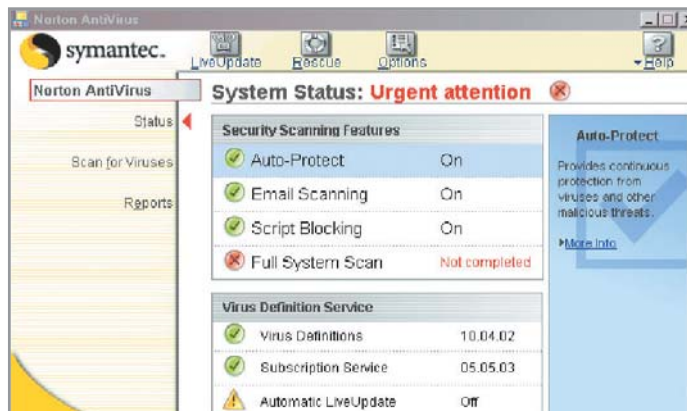 Norton AntiVirus
symantec.
LiveUpdate Rescue Options Help
Norton AntiVirus
Status
Scan for Viruses
Reports
System Status: Urgent attention
Security Scanning Features
Auto-Protect On
Email Scanning On
Script Blocking On
Full System Scan Not completed
Virus Definition Service
Virus Definitions 10.04.02
Subscription Service 05.05.03
Automatic LiveUpdate Off
Auto-Protect
Provides continuous
protection from
viruses and other
malicious threats.
More Info